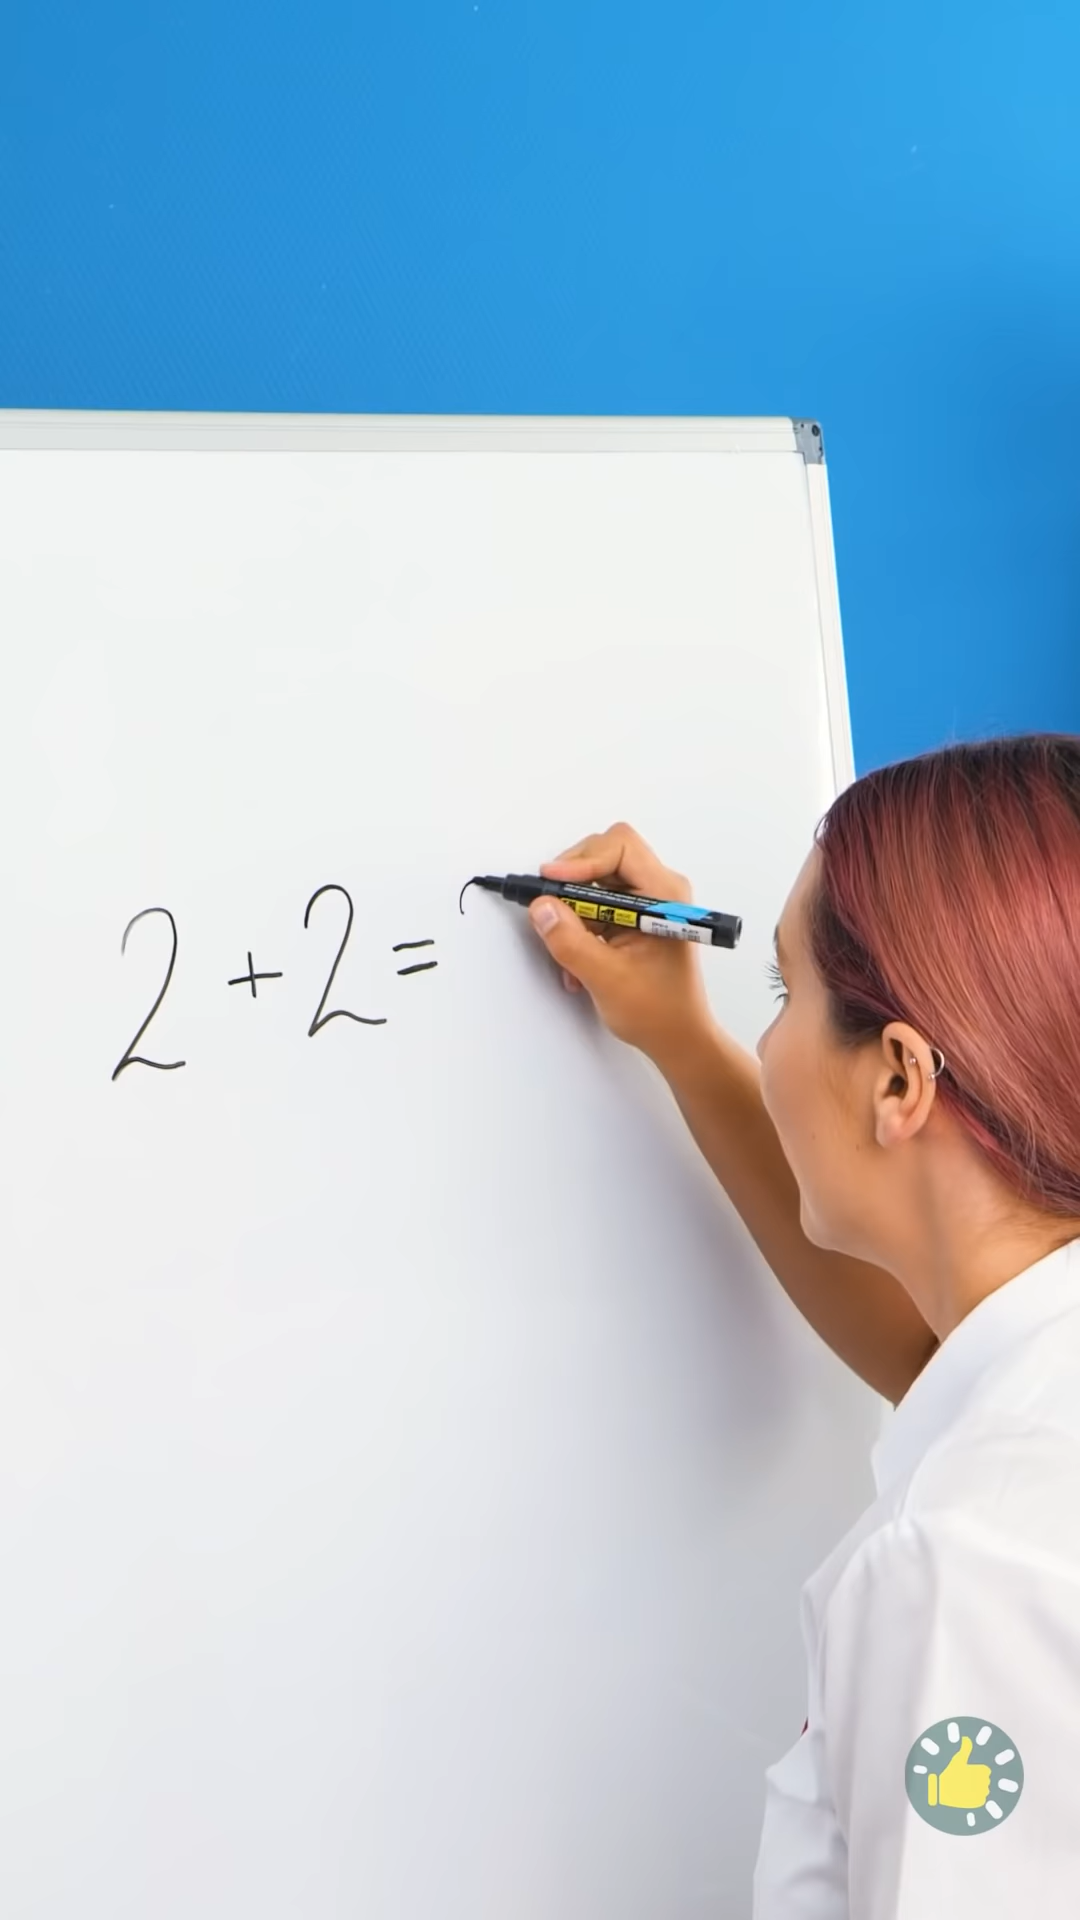 2 + 2 =